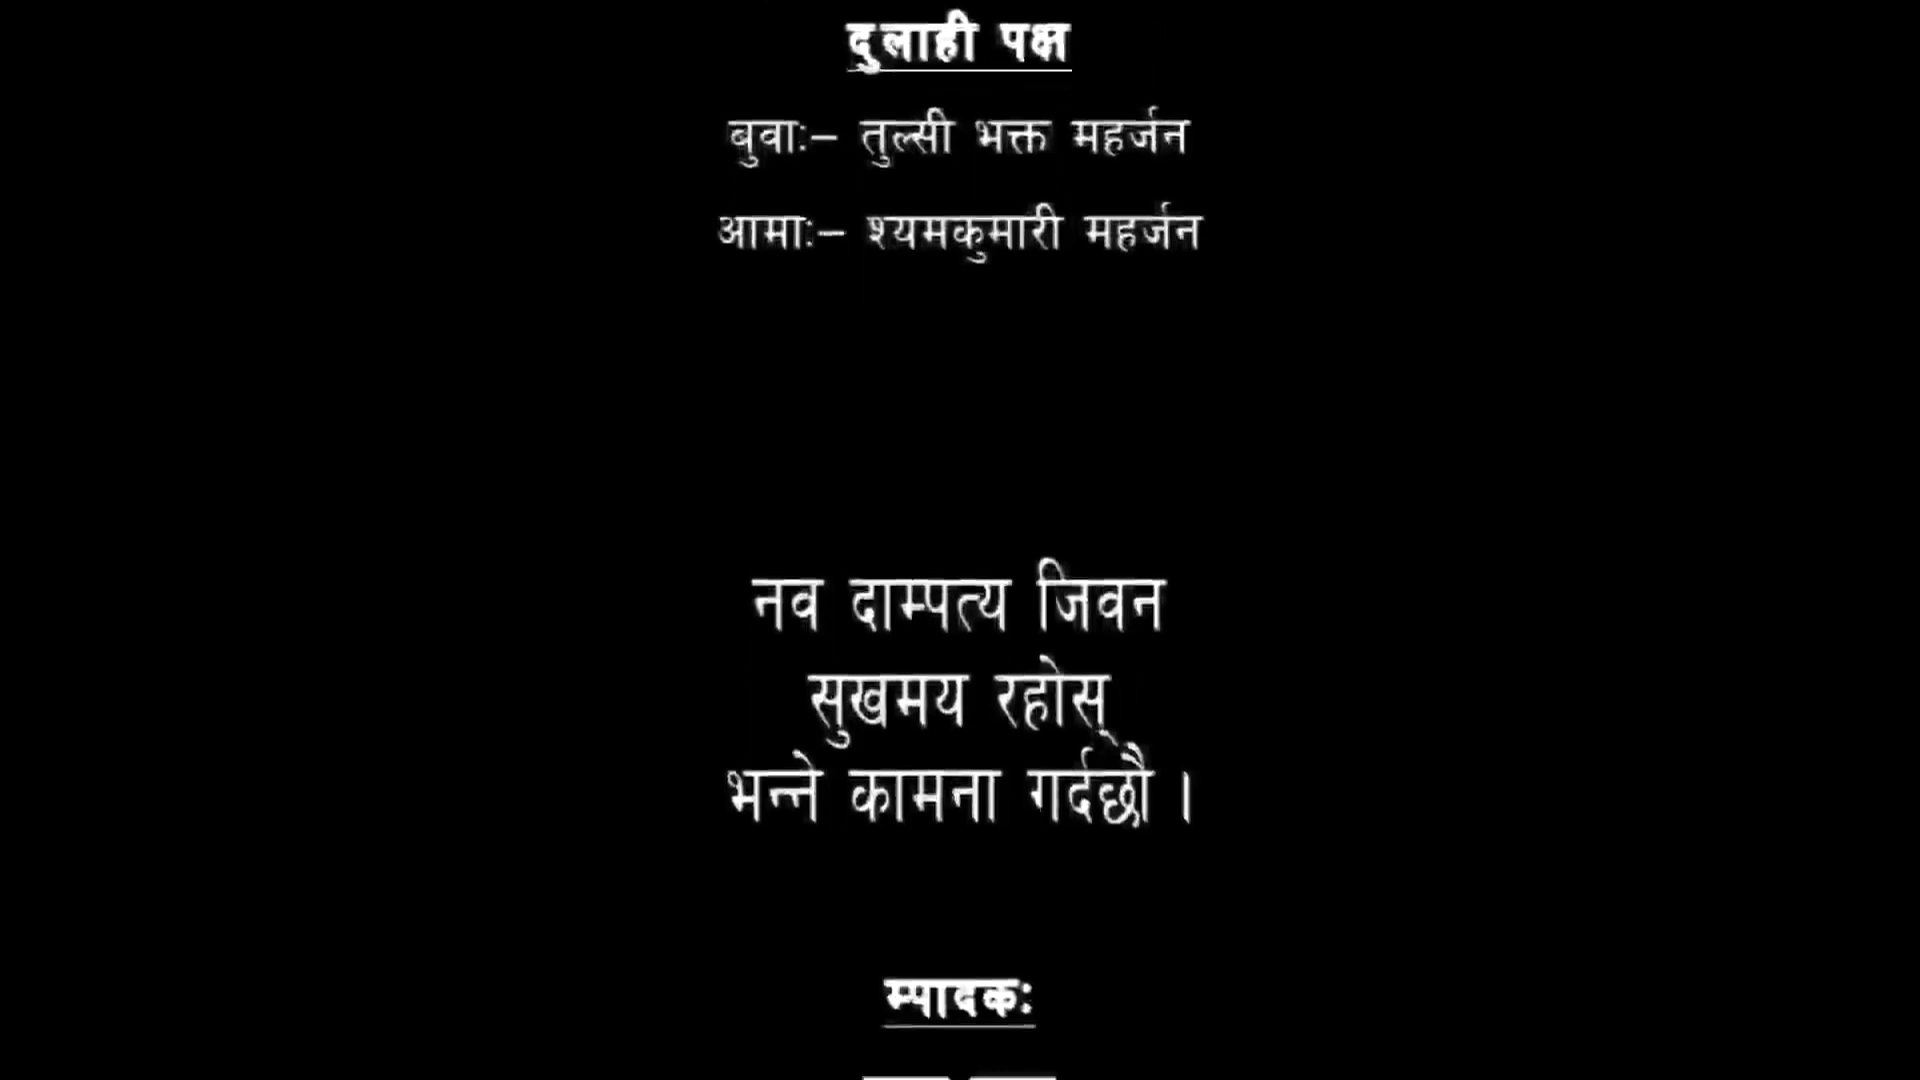 दुलाही पक्ष
बुवाः– तुल्सी भक्त महर्जन
आमाः– श्यमकुमारी महर्जन
नव दाम्पत्य जिवन
सुखमय रहोस्
भन्ने कामना गर्दछौ ।
म्पादकः